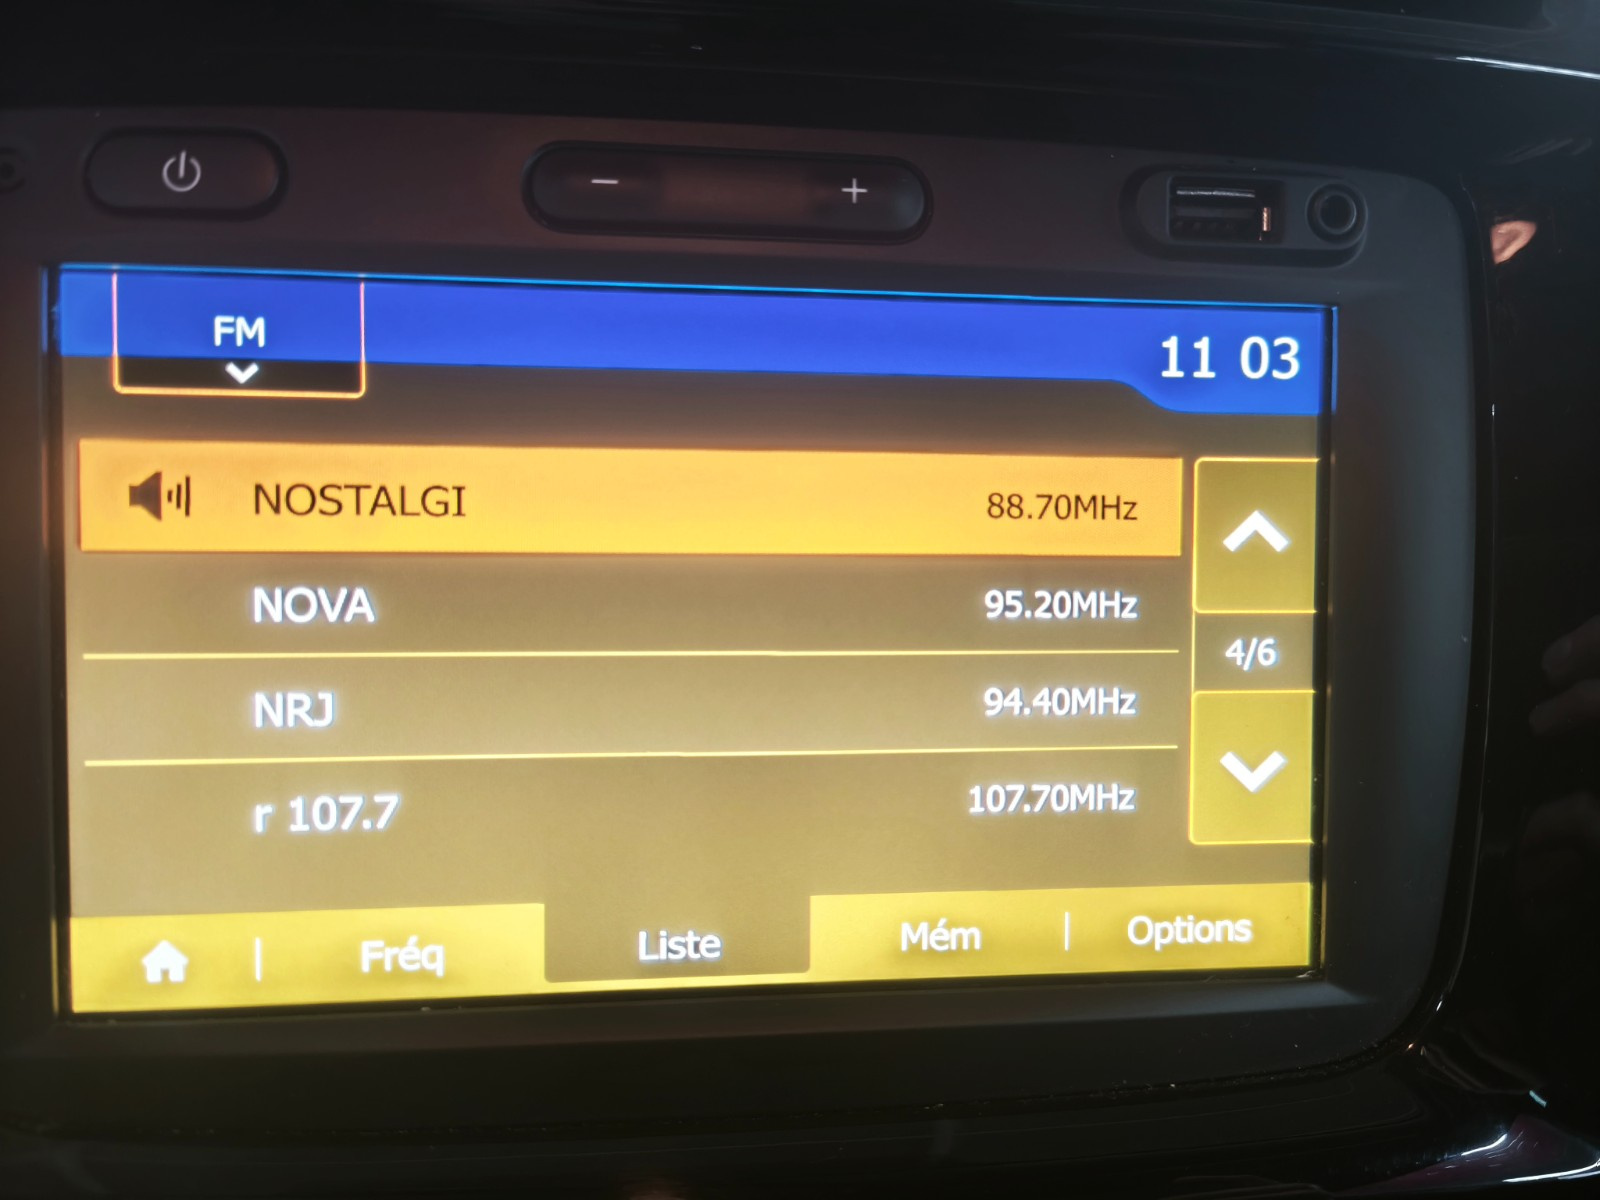 FM
11 03
NOSTALGI 88.70MHz
NOVA 95.20MHz
NRJ 94.40MHz
4/6
r 107.7 107.70MHz
Fréq Liste Mém Options